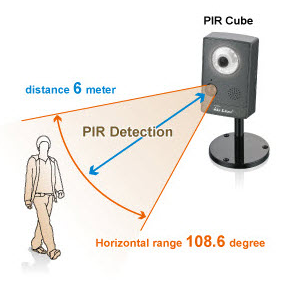 PIR Cube
distance 6 meter
PIR Detection
Horizontal range 108.6 degree